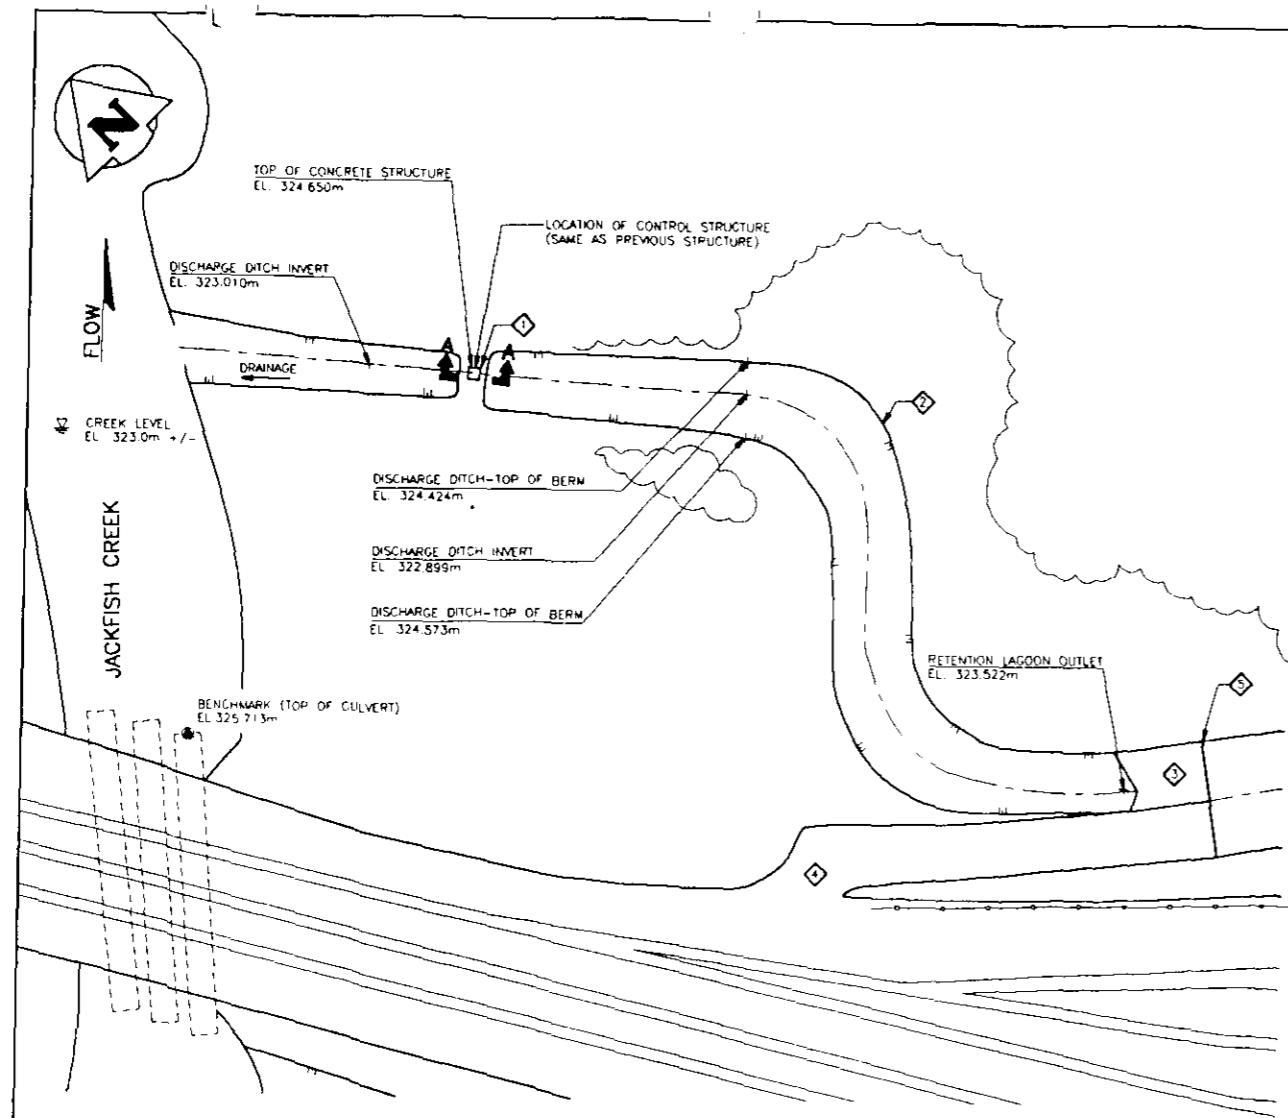 N
TOP OF CONCRETE STRUCTURE
EL. 324.650m
LOCATION OF CONTROL STRUCTURE
(SAME AS PREVIOUS STRUCTURE)
DISCHARGE DITCH INVERT
EL. 323.010m
FLOW
1
A
A
DRAINAGE
2
CREEK LEVEL
EL 323.0m +/-
DISCHARGE DITCH-TOP OF BERM
EL. 324.424m
JACKFISH CREEK
DISCHARGE DITCH INVERT
EL 322.899m
DISCHARGE DITCH-TOP OF BERM
EL 324.573m
RETENTION LAGOON OUTLET
EL. 323.522m
5
BENCHMARK (TOP OF CULVERT)
EL 325.713m
3
4